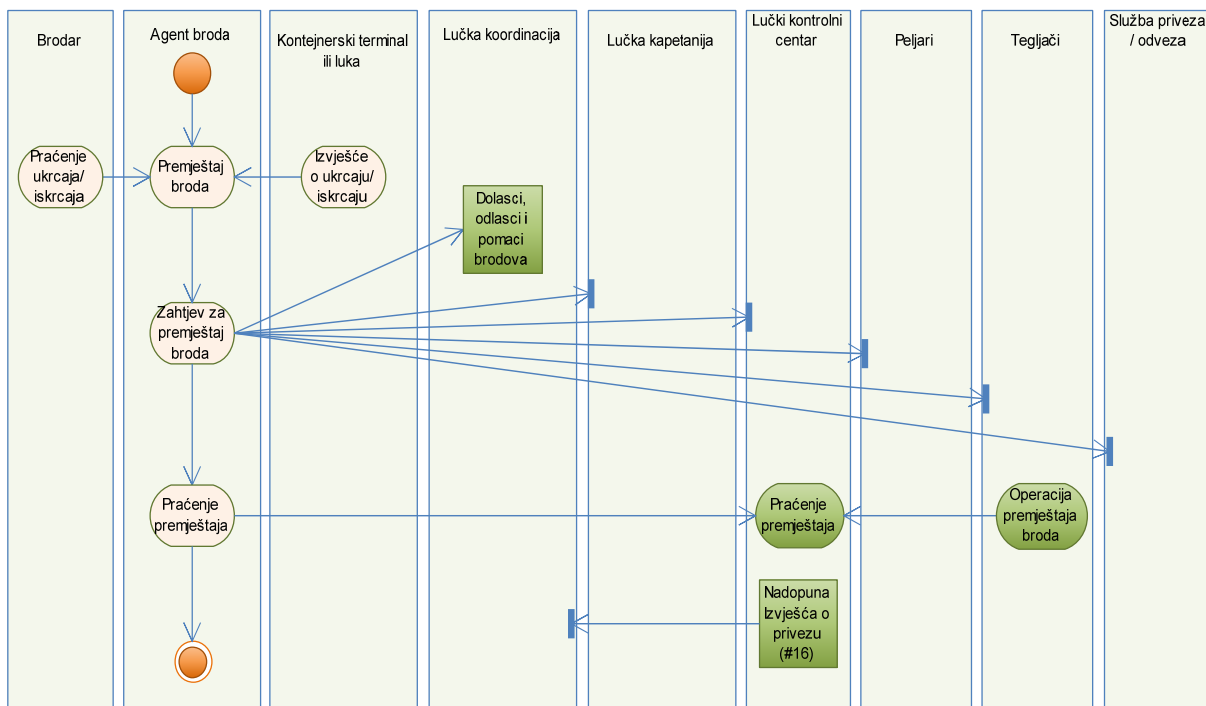 Brodar
Agent broda
Kontejnerski terminal
ili luka
Lučka koordinacija
Lučka kapetanija
Lučki kontrolni
centar
Peljari
Tegljači
Služba priveza
/ odveza
Praćenje
ukrcaja/
iskrcaja
Premještaj
broda
Izvješće
o ukrcaju/
iskrcaju
Dolasci,
odlasci i
pomaci
brodova
Zahtjev za
premještaj
broda
Praćenje
premještaja
Praćenje
premještaja
Operacija
premještaja
broda
Nadopuna
Izvješća o
privezu
(#16)